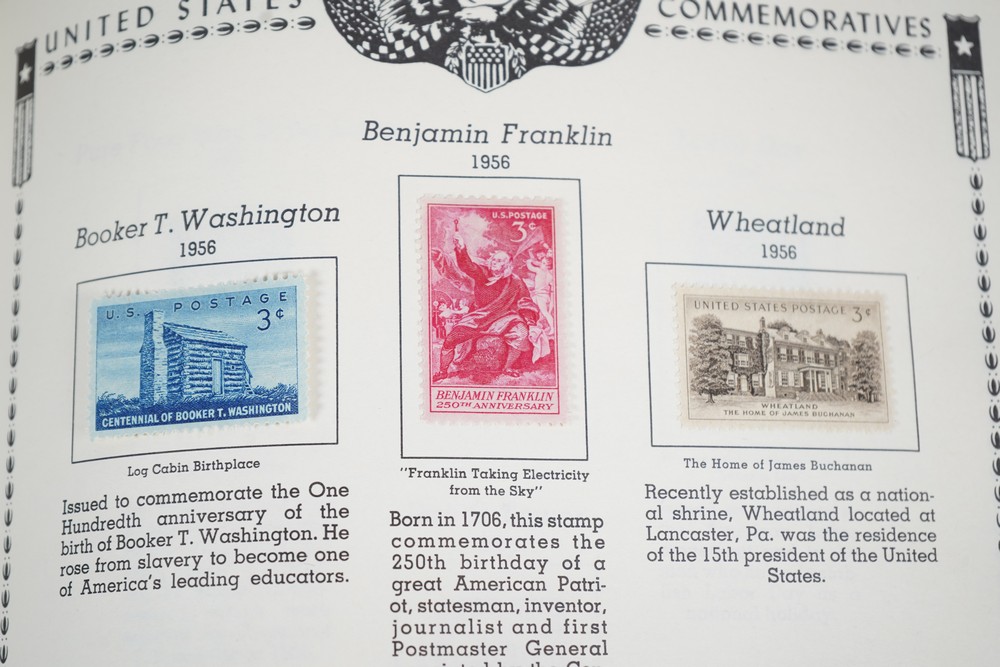 UNITED STATES
COMMEMORATIVES
Benjamin Franklin
1956
Booker T. Washington
1956
Wheatland
1956
U.S. POSTAGE
3¢
CENTENNIAL OF BOOKER T. WASHINGTON
U.S. POSTAGE
3¢
BENJAMIN FRANKLIN
250TH ANNIVERSARY
UNITED STATES POSTAGE 3¢
WHEATLAND
THE HOME OF JAMES BUCHANAN
Log Cabin Birthplace
Issued to commemorate the One
Hundredth anniversary of the
birth of Booker T. Washington. He
rose from slavery to become one
of America's leading educators.
"Franklin Taking Electricity
from the Sky"
Born in 1706, this stamp
commemorates the
250th birthday of a
great American Patri-
ot, statesman, inventor,
journalist and first
Postmaster General
The Home of James Buchanan
Recently established as a nation-
al shrine, Wheatland located at
Lancaster, Pa. was the residence
of the 15th president of the United
States.